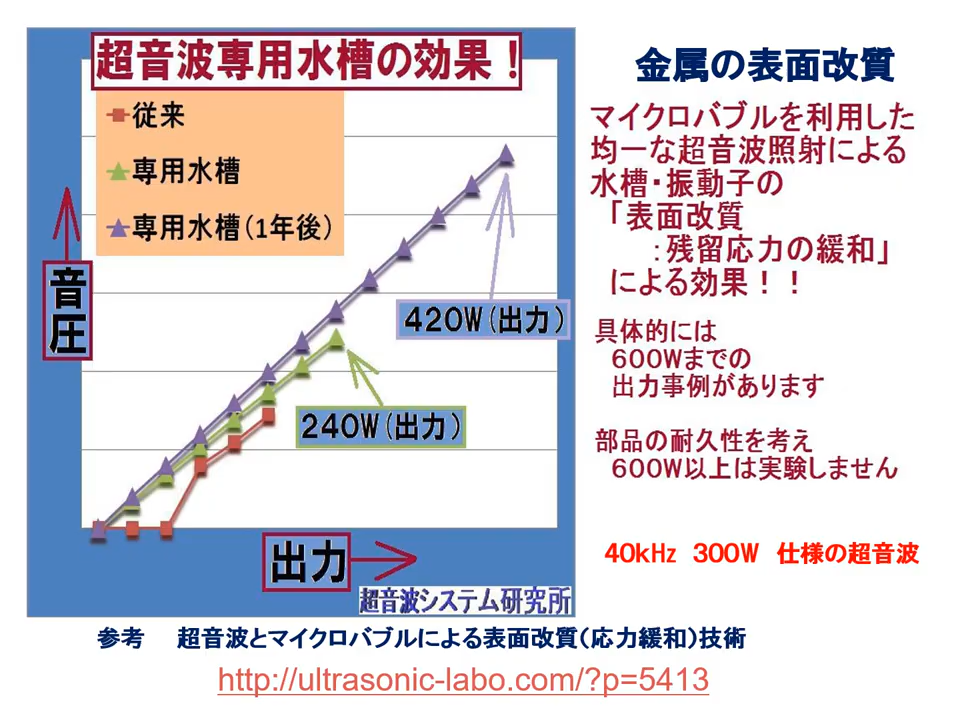 超音波専用水槽の効果！
従来
専用水槽
専用水槽(1年後)
音圧
420W(出力)
240W(出力)
出力
超音波システム研究所
金属の表面改質
マイクロバブルを利用した
均一な超音波照射による
水槽・振動子の
「表面改質
：残留応力の緩和」
による効果！！
具体的には
600Wまでの
出力事例があります
部品の耐久性を考え
600W以上は実験しません
40kHz 300W 仕様の超音波
参考 超音波とマイクロバブルによる表面改質(応力緩和)技術
http://ultrasonic-labo.com/?p=5413